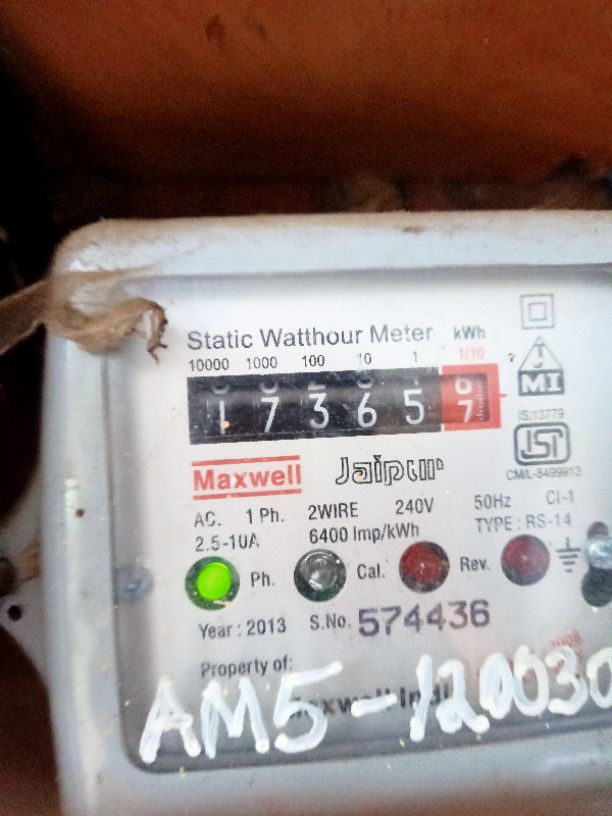 Static Watthour Meter kWh
10000 1000 100 10 1 1/10
1 7 3 6 5 7
J
MI
IS:13779
ISI
CM/L-8499913
Maxwell Jaipur
AC. 1 Ph. 2WIRE 240V 50Hz Cl-1
2.5-10A 6400 Imp/kWh TYPE : RS-14
Ph. Cal. Rev.
Year : 2013 S.No. 574436
Property of:
AM5-120030